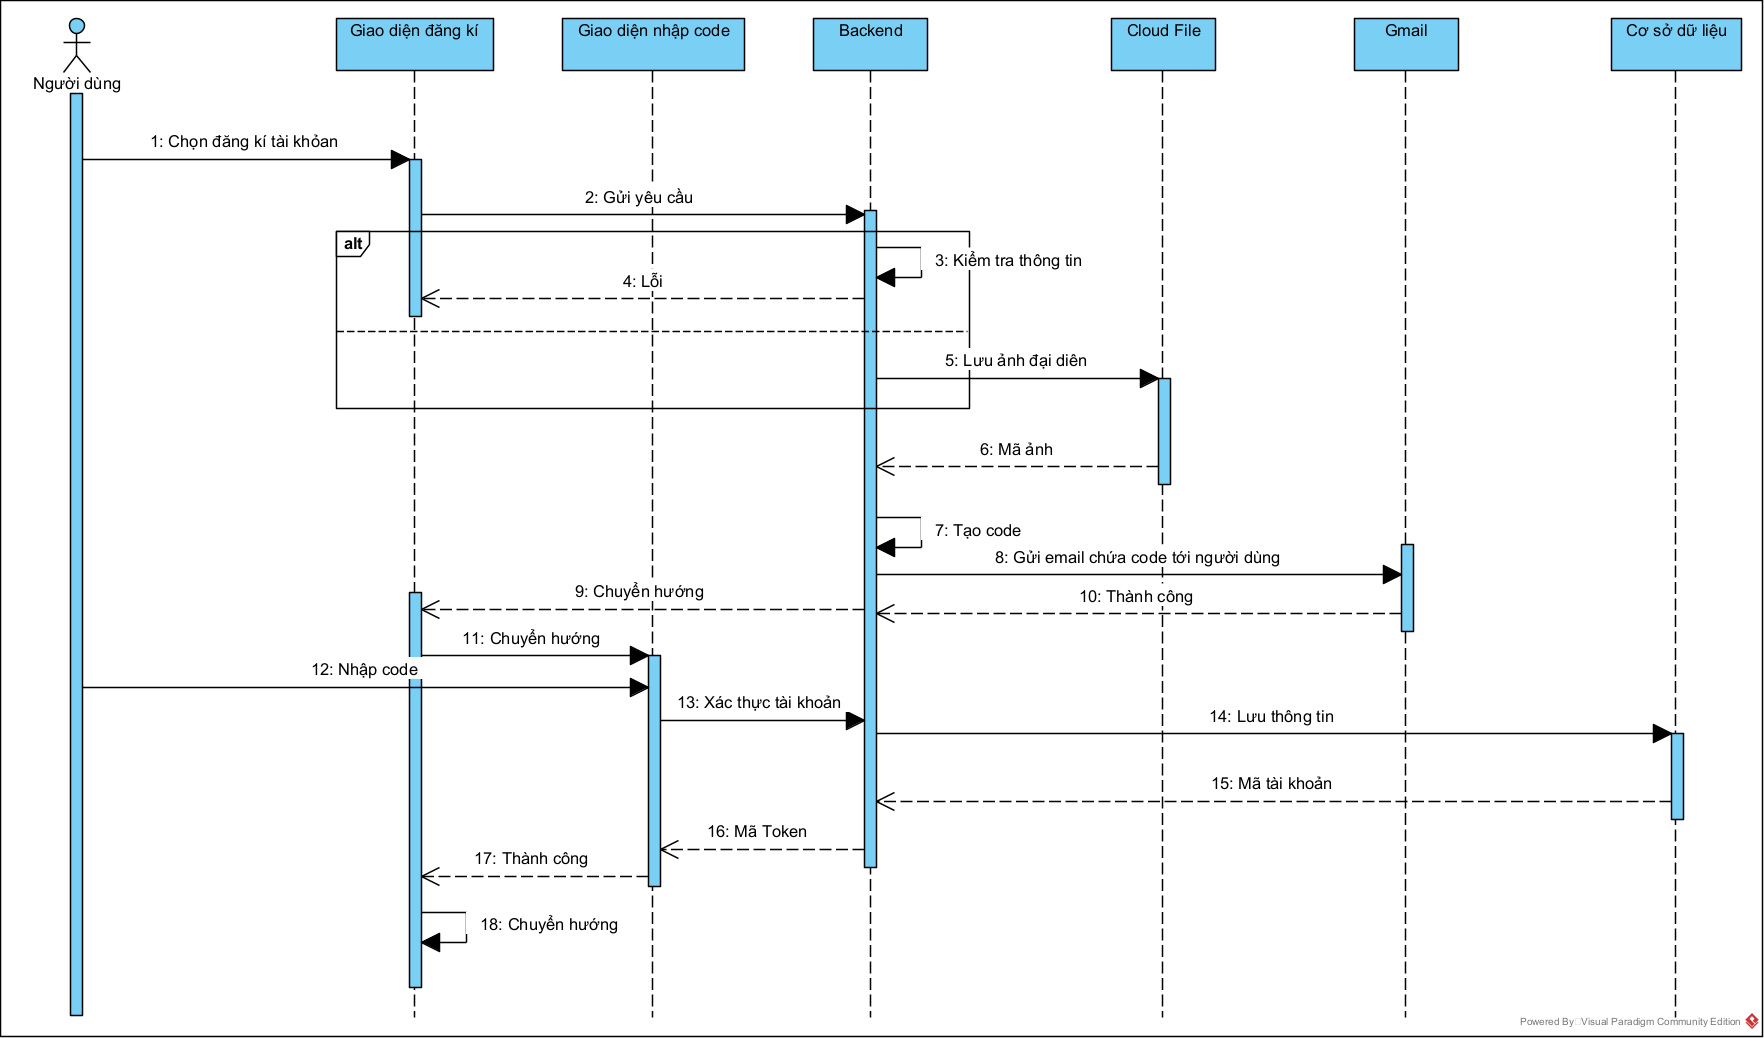 Người dùng
Giao diện đăng kí
Giao diện nhập code
Backend
Cloud File
Gmail
Cơ sở dữ liệu
1: Chọn đăng kí tài khỏan
2: Gửi yêu cầu
alt
3: Kiểm tra thông tin
4: Lỗi
5: Lưu ảnh đại diên
6: Mã ảnh
7: Tạo code
8: Gửi email chứa code tới người dùng
9: Chuyển hướng
10: Thành công
11: Chuyển hướng
12: Nhập code
13: Xác thực tài khoản
14: Lưu thông tin
15: Mã tài khoản
16: Mã Token
17: Thành công
18: Chuyển hướng
Powered By Visual Paradigm Community Edition